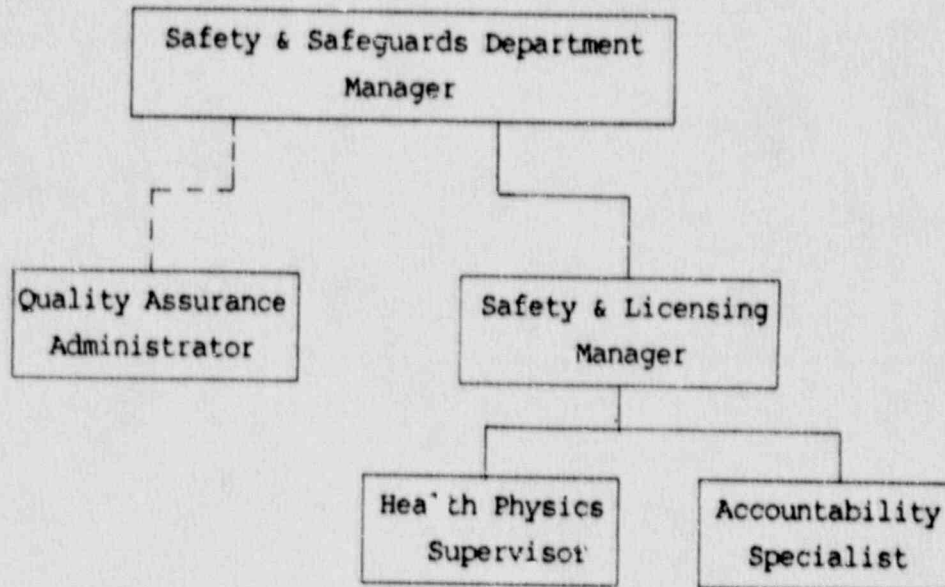 Safety & Safeguards Department
Manager
Quality Assurance
Administrator
Safety & Licensing
Manager
Health Physics
Supervisor
Accountability
Specialist